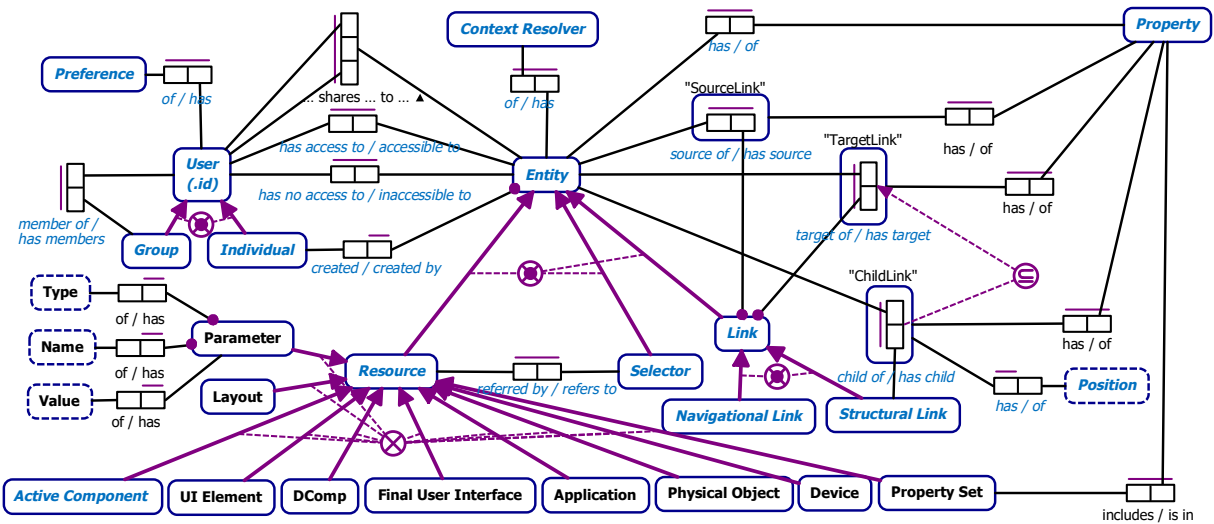 Context Resolver
Property
has / of
Preference
of / has
... shares ... to ... ▲
of / has
"SourceLink"
has access to / accessible to
source of / has source
has / of
"TargetLink"
User
(.id)
Entity
has no access to / inaccessible to
has / of
member of /
has members
target of / has target
Group
Individual
created / created by
"ChildLink"
Type
of / has
Name
Parameter
of / has
Link
has / of
Value
of / has
Layout
Resource
referred by / refers to
Selector
child of / has child
Position
has / of
Navigational Link
Structural Link
Active Component
UI Element
DComp
Final User Interface
Application
Physical Object
Device
Property Set
includes / is in